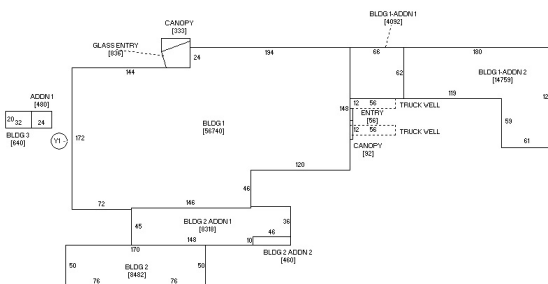 BLDG 1-ADDN 1
[4092]
CANOPY
[333]
GLASS ENTRY
[836]
194
66
180
24
144
62
BLDG 1-ADDN 2
[14759]
ADDN 1
[480]
119
12
12 56 TRUCK WELL
148
ENTRY
[56]
20 32 24
BLDG 1
[56740]
59
12 56 TRUCK WELL
BLDG 3
[640]
Y1
172
CANOPY
[92]
61
120
46
72
146
45
BLDG 2 ADDN 1
[8318]
36
46
170
148
10
BLDG 2 ADDN 2
[460]
50
BLDG 2
[8482]
50
76
76